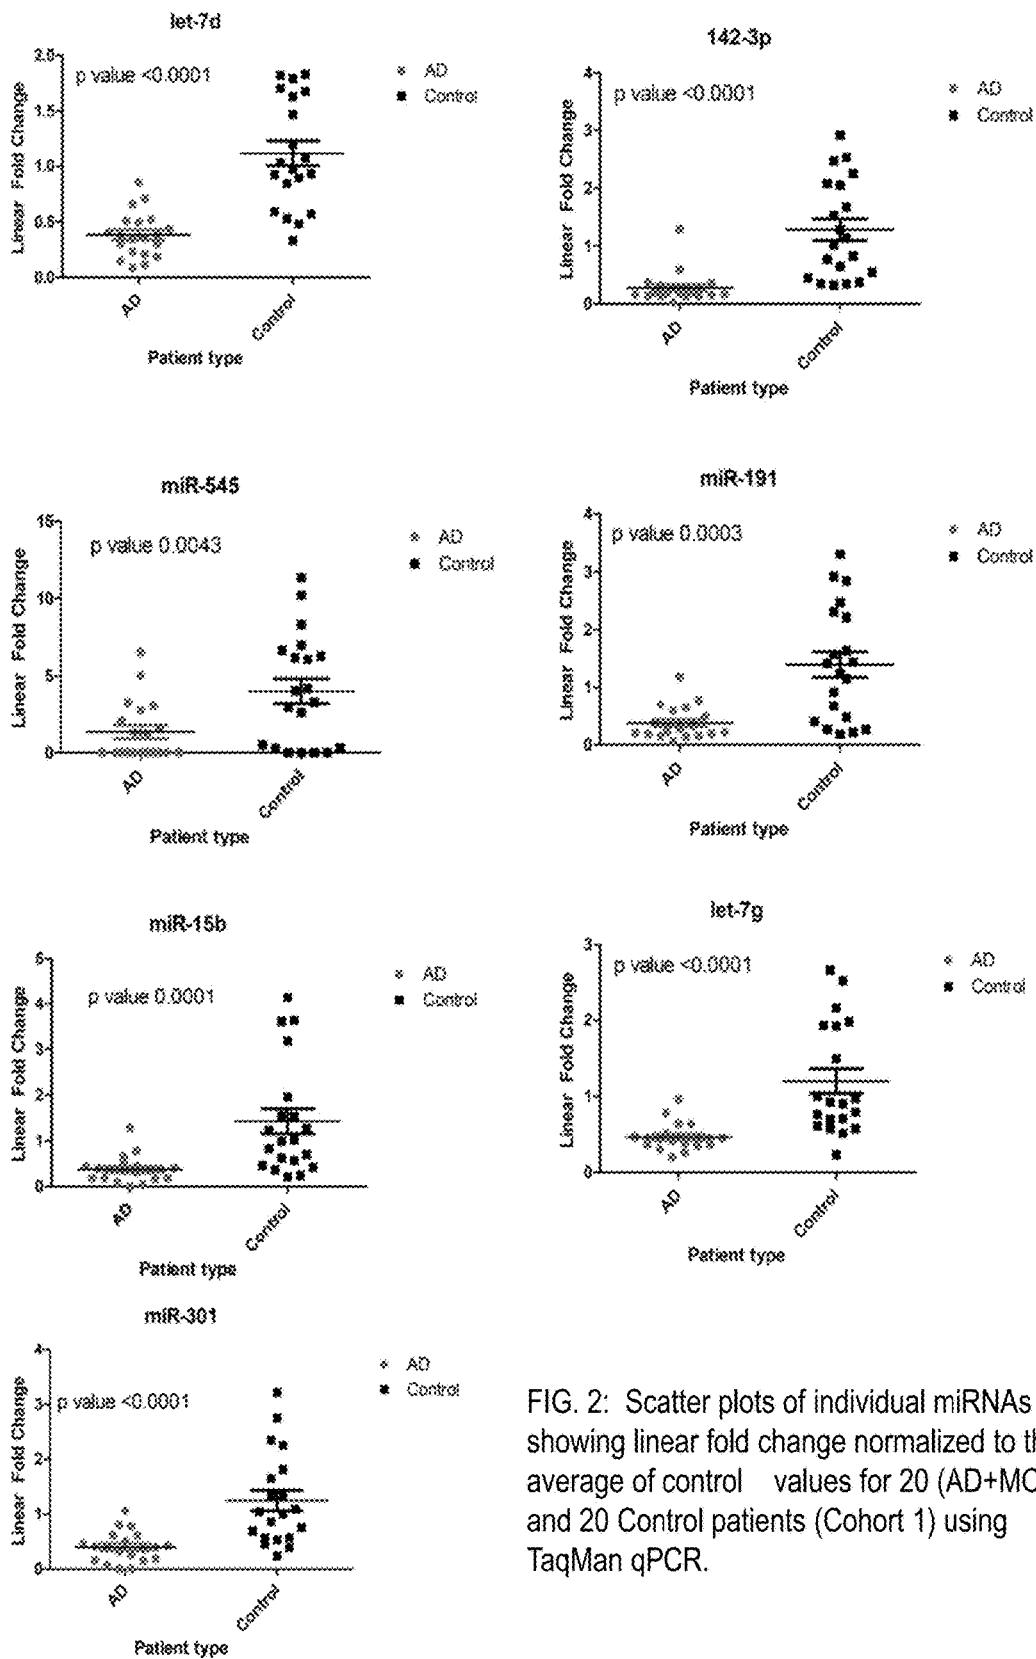 let-7d
2.0
1.5
1.0
0.5
0.0
Linear Fold Change
p value <0.0001
AD
Control
AD
Control
Patient type
142-3p
4
3
2
1
0
Linear Fold Change
p value <0.0001
AD
Control
AD
Control
Patient type
miR-545
15
10
5
0
Linear Fold Change
p value 0.0043
AD
Control
AD
Control
Patient type
miR-191
4
3
2
1
0
Linear Fold Change
p value 0.0003
AD
Control
AD
Control
Patient type
miR-15b
5
4
3
2
1
0
Linear Fold Change
p value 0.0001
AD
Control
AD
Control
Patient type
let-7g
3
2
1
0
Linear Fold Change
p value <0.0001
AD
Control
AD
Control
Patient type
miR-301
4
3
2
1
0
Linear Fold Change
p value <0.0001
AD
Control
AD
Control
Patient type
FIG. 2: Scatter plots of individual miRNAs
showing linear fold change normalized to th
average of control values for 20 (AD+MC
and 20 Control patients (Cohort 1) using
TaqMan qPCR.